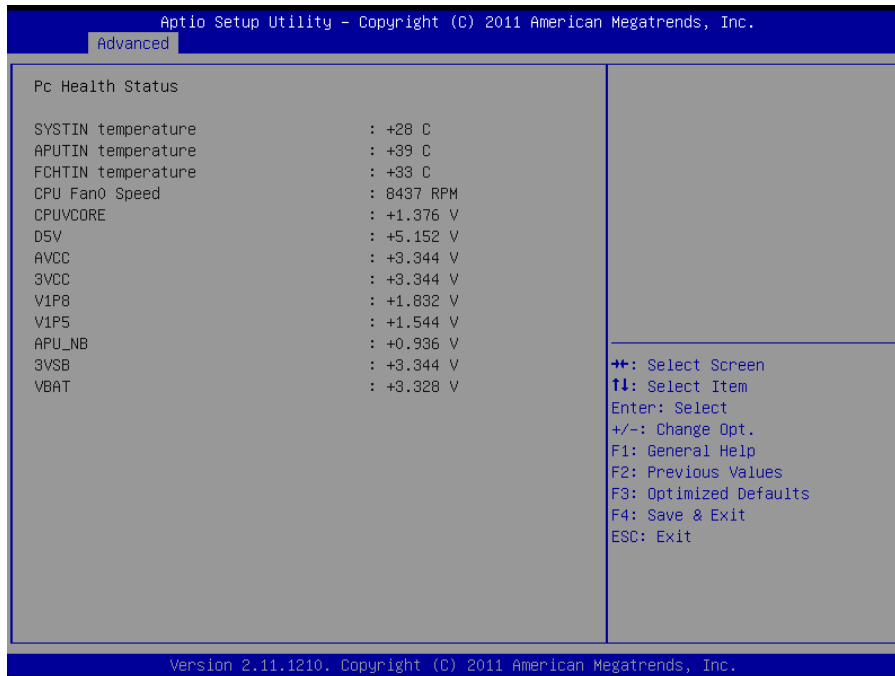 Aptio Setup Utility – Copyright (C) 2011 American Megatrends, Inc.
Advanced
Pc Health Status
SYSTIN temperature : +28 C
APUTIN temperature : +39 C
FCHTIN temperature : +33 C
CPU Fan0 Speed : 8437 RPM
CPUVCORE : +1.376 V
D5V : +5.152 V
AVCC : +3.344 V
3VCC : +3.344 V
V1P8 : +1.832 V
V1P5 : +1.544 V
APU_NB : +0.936 V
3VSB : +3.344 V
VBAT : +3.328 V
→←: Select Screen
↑↓: Select Item
Enter: Select
+/-: Change Opt.
F1: General Help
F2: Previous Values
F3: Optimized Defaults
F4: Save & Exit
ESC: Exit
Version 2.11.1210. Copyright (C) 2011 American Megatrends, Inc.